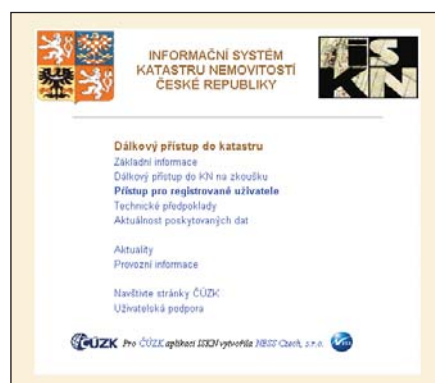 INFORMAČNÍ SYSTÉM
KATASTRU NEMOVITOSTÍ
ČESKÉ REPUBLIKY
iS
KN
Dálkový přístup do katastru
Základní informace
Dálkový přístup do KN na zkoušku
Přístup pro registrované uživatele
Technické předpoklady
Aktuálnost poskytovaných dat
Aktuality
Provozní informace
Navštivte stránky ČÚZK
Uživatelská podpora
ČÚZK Pro ČÚZK aplikaci ISKN vytvořila NESS Czech, s.r.o.